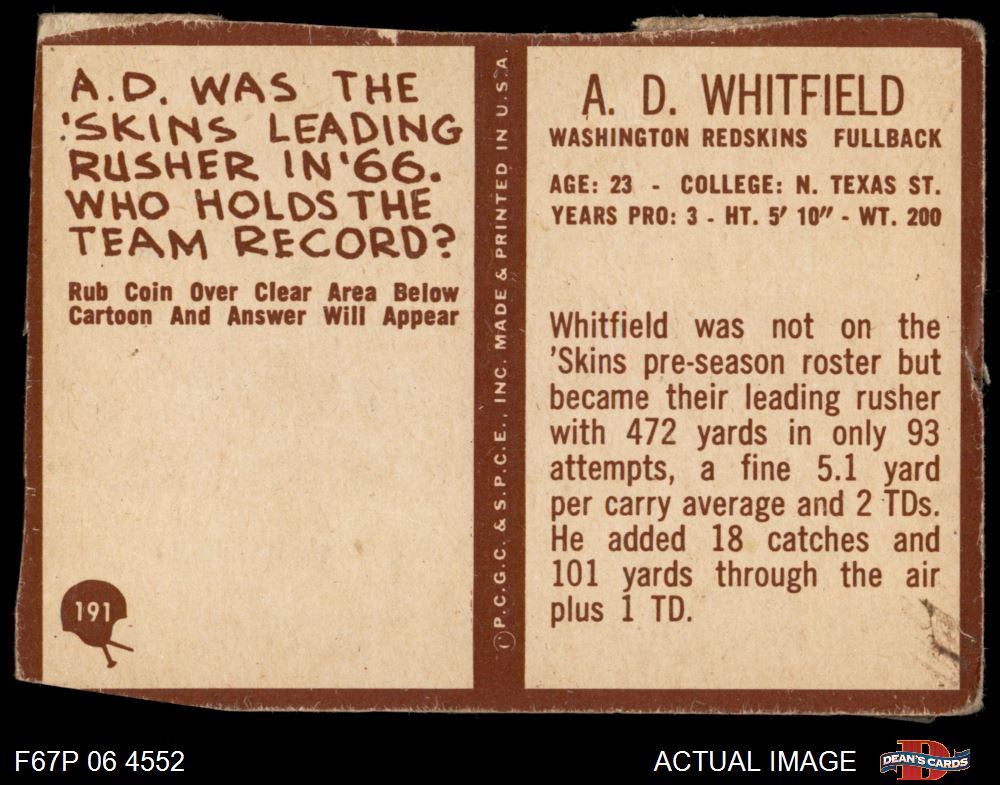 A.D. WAS THE
'SKINS LEADING
RUSHER IN '66.
WHO HOLDS THE
TEAM RECORD?
Rub Coin Over Clear Area Below
Cartoon And Answer Will Appear
191
©P.C.G.C. & S.P.C.E., INC. MADE & PRINTED IN U.S.A
A. D. WHITFIELD
WASHINGTON REDSKINS FULLBACK
AGE: 23 - COLLEGE: N. TEXAS ST.
YEARS PRO: 3 - HT. 5' 10" - WT. 200
Whitfield was not on the
'Skins pre-season roster but
became their leading rusher
with 472 yards in only 93
attempts, a fine 5.1 yard
per carry average and 2 TDs.
He added 18 catches and
101 yards through the air
plus 1 TD.
F67P 06 4552
ACTUAL IMAGE
D
DEAN'S CARDS